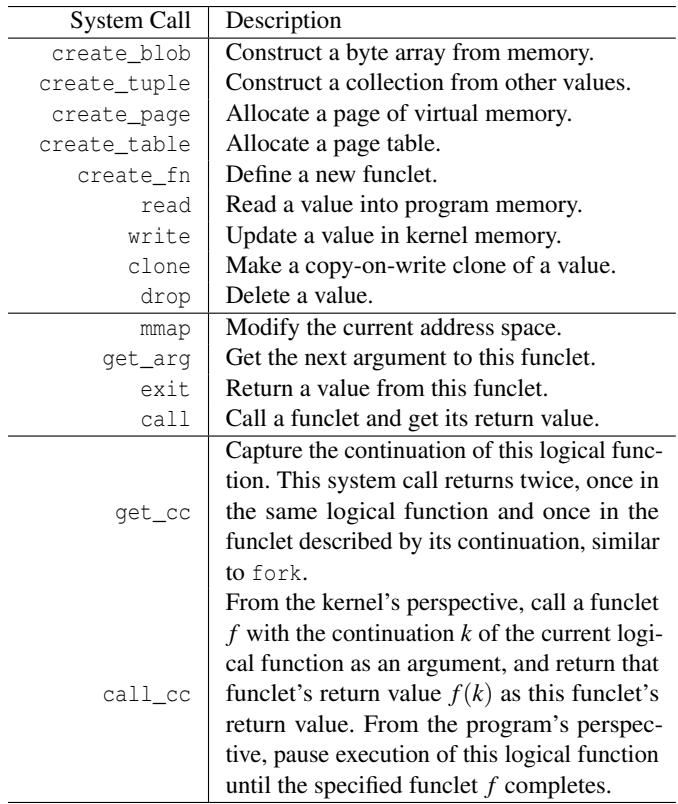 System Call Description
create_blob Construct a byte array from memory.
create_tuple Construct a collection from other values.
create_page Allocate a page of virtual memory.
create_table Allocate a page table.
create_fn Define a new funclet.
read Read a value into program memory.
write Update a value in kernel memory.
clone Make a copy-on-write clone of a value.
drop Delete a value.
mmap Modify the current address space.
get_arg Get the next argument to this funclet.
exit Return a value from this funclet.
call Call a funclet and get its return value.
Capture the continuation of this logical func-
tion. This system call returns twice, once in
get_cc the same logical function and once in the
funclet described by its continuation, similar
to fork.
From the kernel's perspective, call a funclet
f with the continuation k of the current logi-
cal function as an argument, and return that
call_cc funclet's return value f(k) as this funclet's
return value. From the program's perspec-
tive, pause execution of this logical function
until the specified funclet f completes.